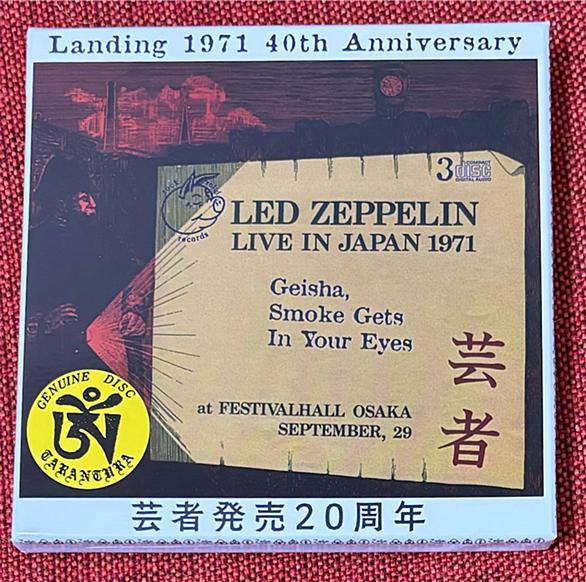 Landing 1971 40th Anniversary
3 COMPACT
disc
DIGITAL AUDIO
records
LED ZEPPELIN
LIVE IN JAPAN 1971
Geisha,
Smoke Gets
In Your Eyes
芸者
at FESTIVALHALL OSAKA
SEPTEMBER, 29
GENUINE DISC
TARANTURA
芸者発売20周年